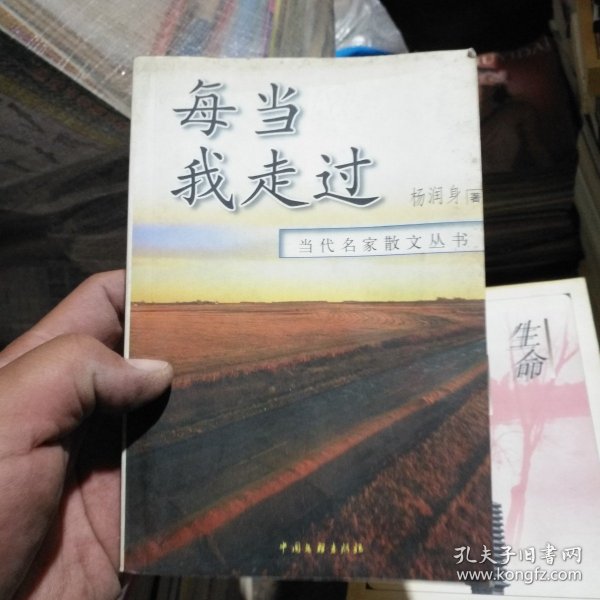 每当
我走过
杨润身 著
当代名家散文丛书
生命
中国文联出版社
孔夫子旧书网
www.kongfz.com